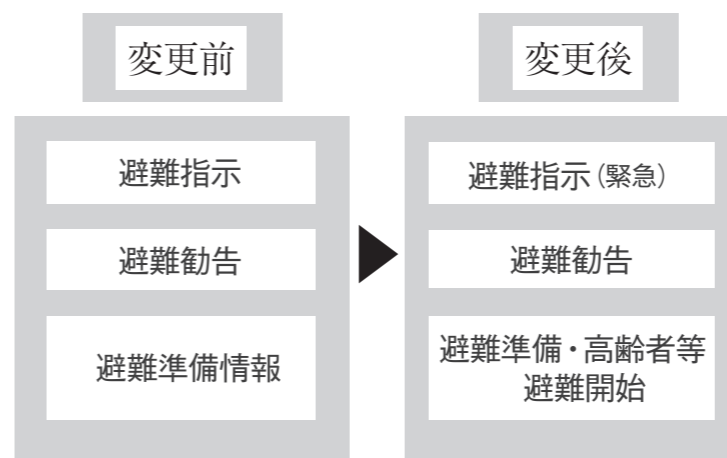 変更前
変更後
避難指示
避難勧告
避難準備情報
避難指示(緊急)
避難勧告
避難準備・高齢者等
避難開始